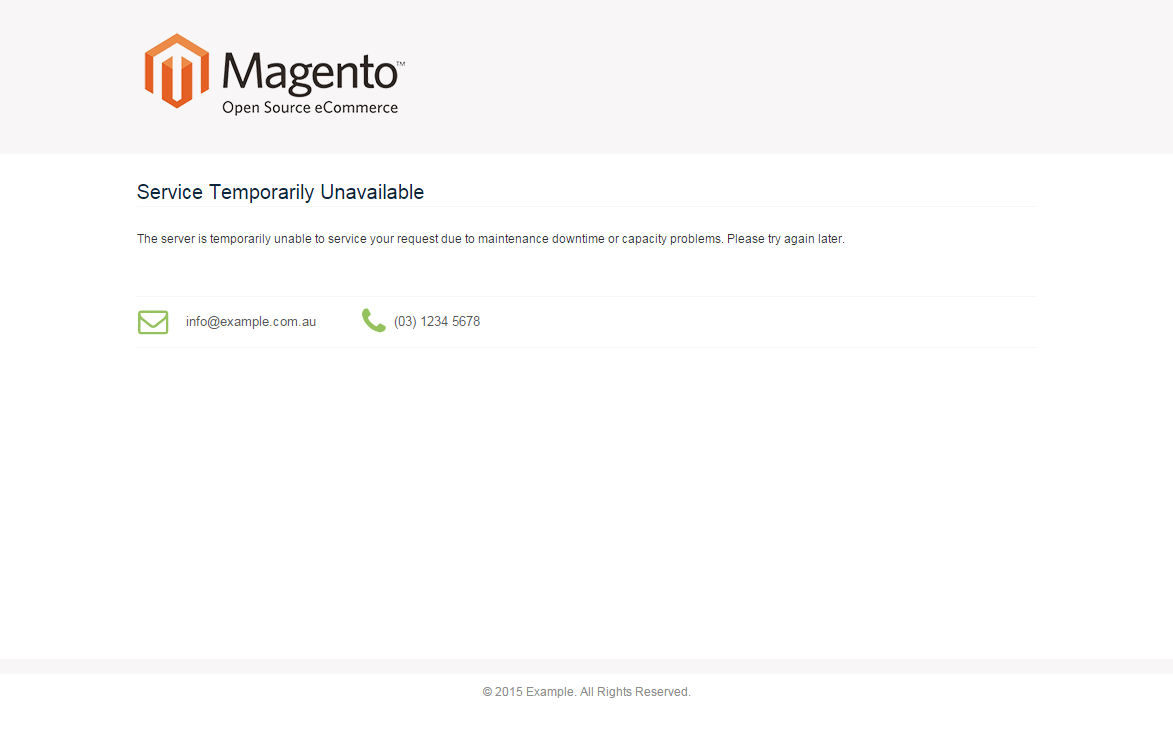 Magento™
Open Source eCommerce
Service Temporarily Unavailable
The server is temporarily unable to service your request due to maintenance downtime or capacity problems. Please try again later.
info@example.com.au
(03) 1234 5678
© 2015 Example. All Rights Reserved.